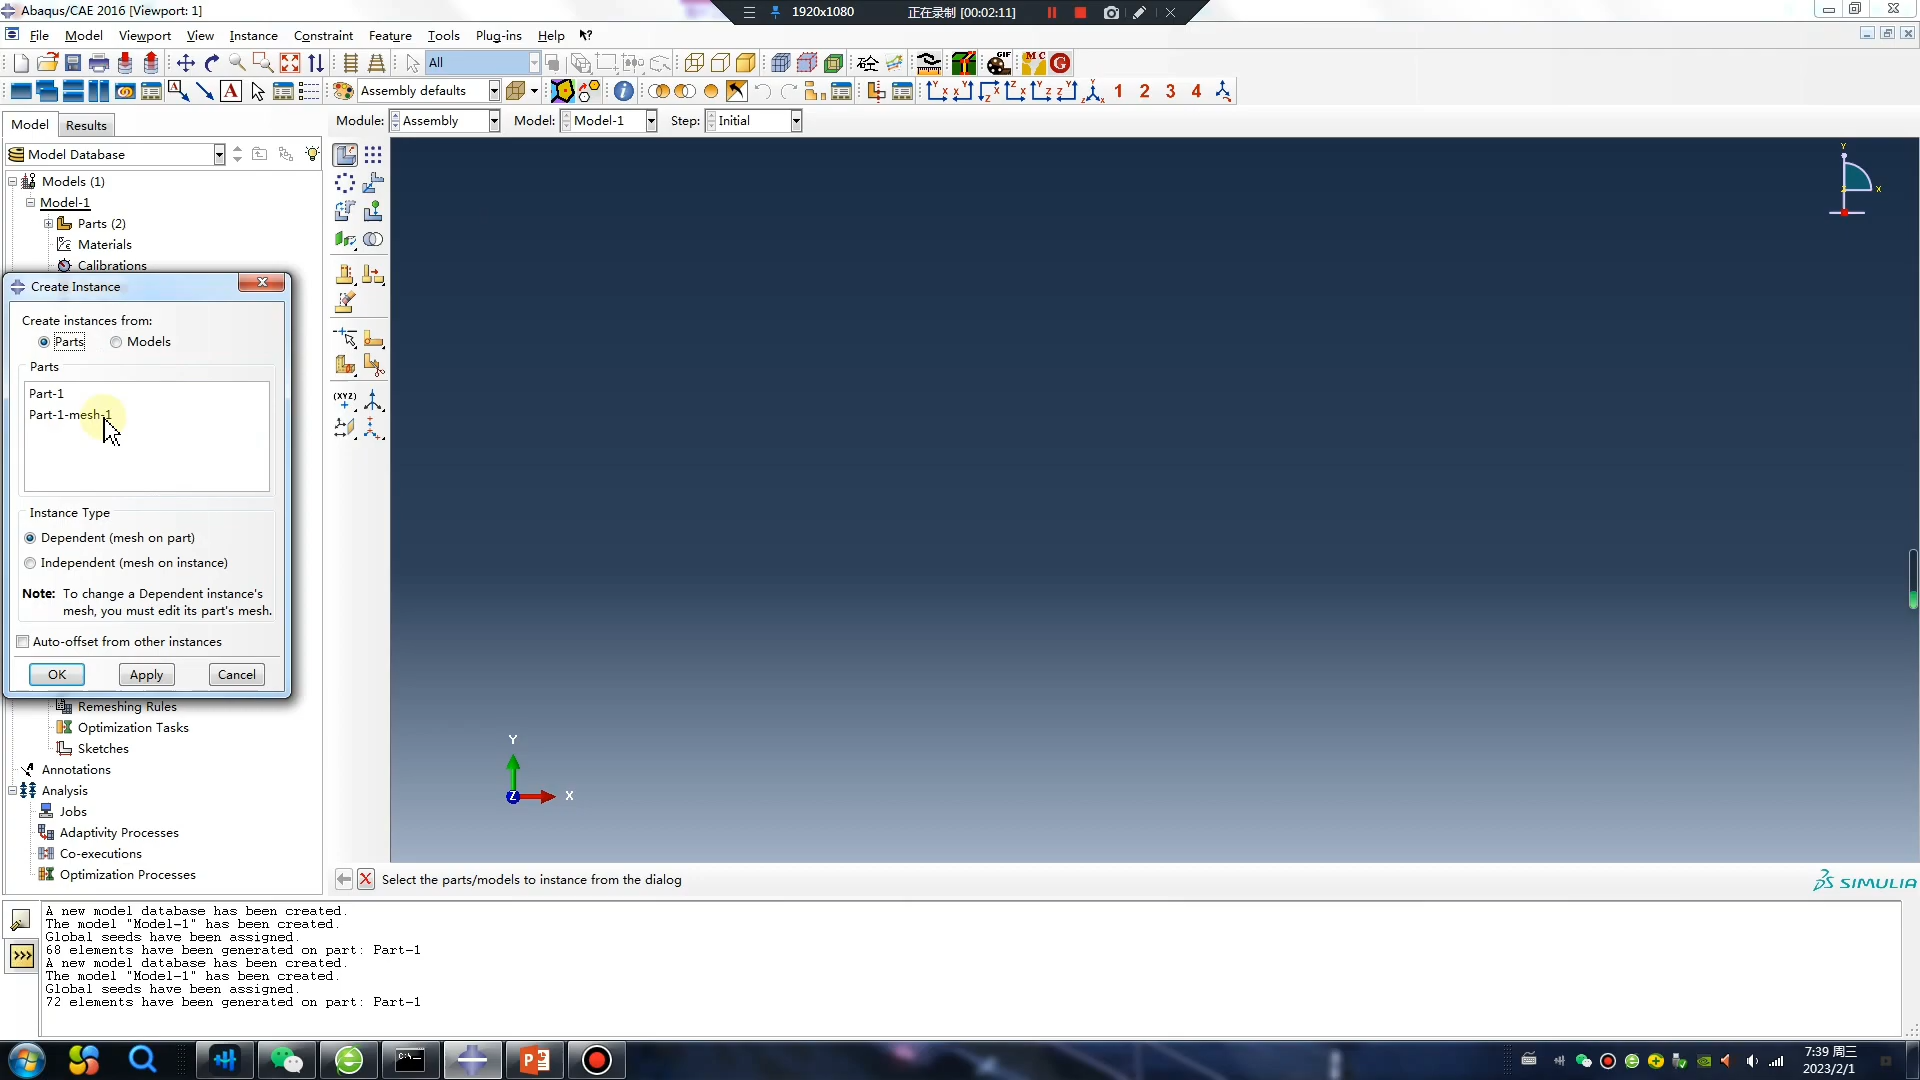 Abaqus/CAE 2016 [Viewport: 1]
1920x1080
正在录制 [00:02:11]
File Model Viewport View Instance Constraint Feature Tools Plug-ins Help
All
GIF
Assembly defaults
1 2 3 4
Model Results
Module: Assembly Model: Model-1 Step: Initial
Model Database
Models (1)
Model-1
Parts (2)
Materials
Calibrations
Create Instance
Create instances from:
Parts Models
Parts
Part-1
Part-1-mesh-1
Instance Type
Dependent (mesh on part)
Independent (mesh on instance)
Note: To change a Dependent instance's
mesh, you must edit its part's mesh.
Auto-offset from other instances
OK Apply Cancel
Remeshing Rules
Optimization Tasks
Sketches
Annotations
Analysis
Jobs
Adaptivity Processes
Co-executions
Optimization Processes
(XYZ)
Y
X
Y
Z
X
Select the parts/models to instance from the dialog
SIMULIA
A new model database has been created.
The model "Model-1" has been created.
Global seeds have been assigned.
68 elements have been generated on part: Part-1
A new model database has been created.
The model "Model-1" has been created.
Global seeds have been assigned.
72 elements have been generated on part: Part-1
7:39 周三
2023/2/1